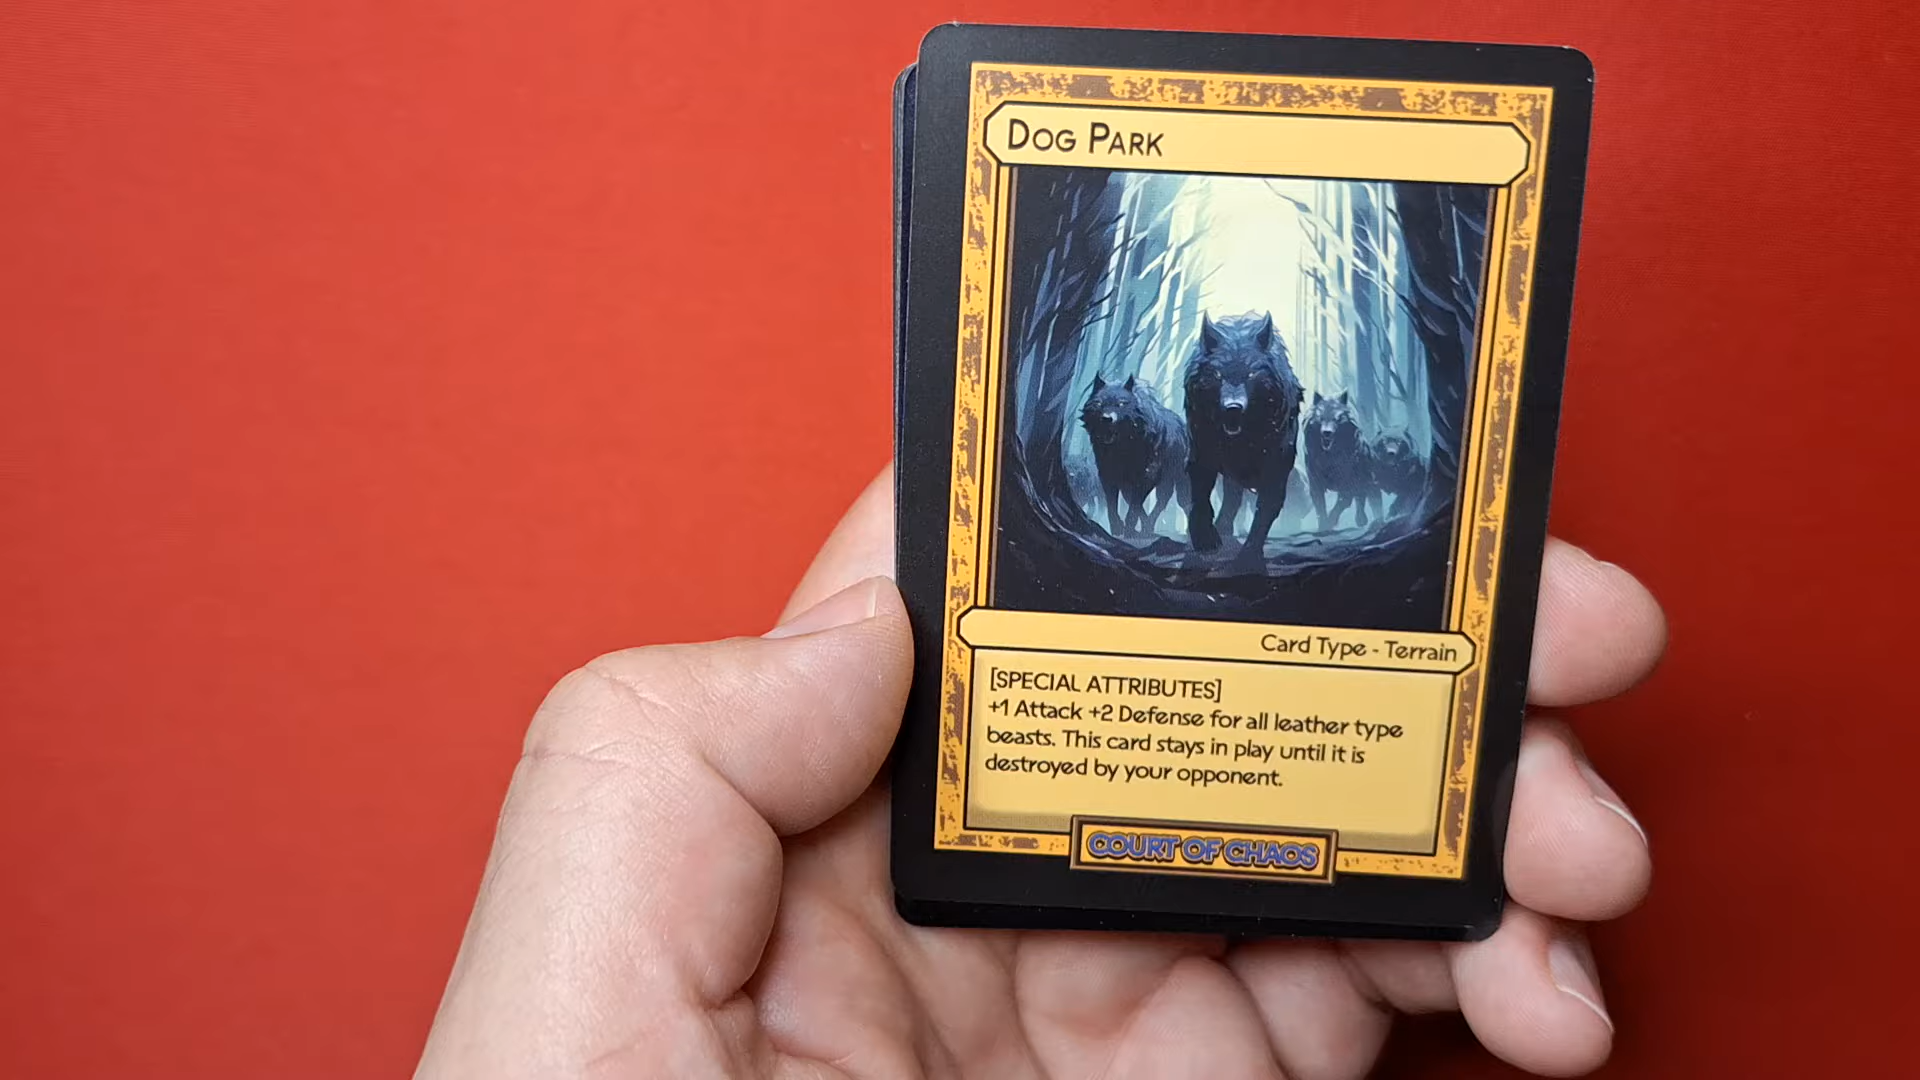 Dog Park
Card Type - Terrain
[SPECIAL ATTRIBUTES]
+1 Attack +2 Defense for all leather type
beasts. This card stays in play until it is
destroyed by your opponent.
COURT OF CHAOS